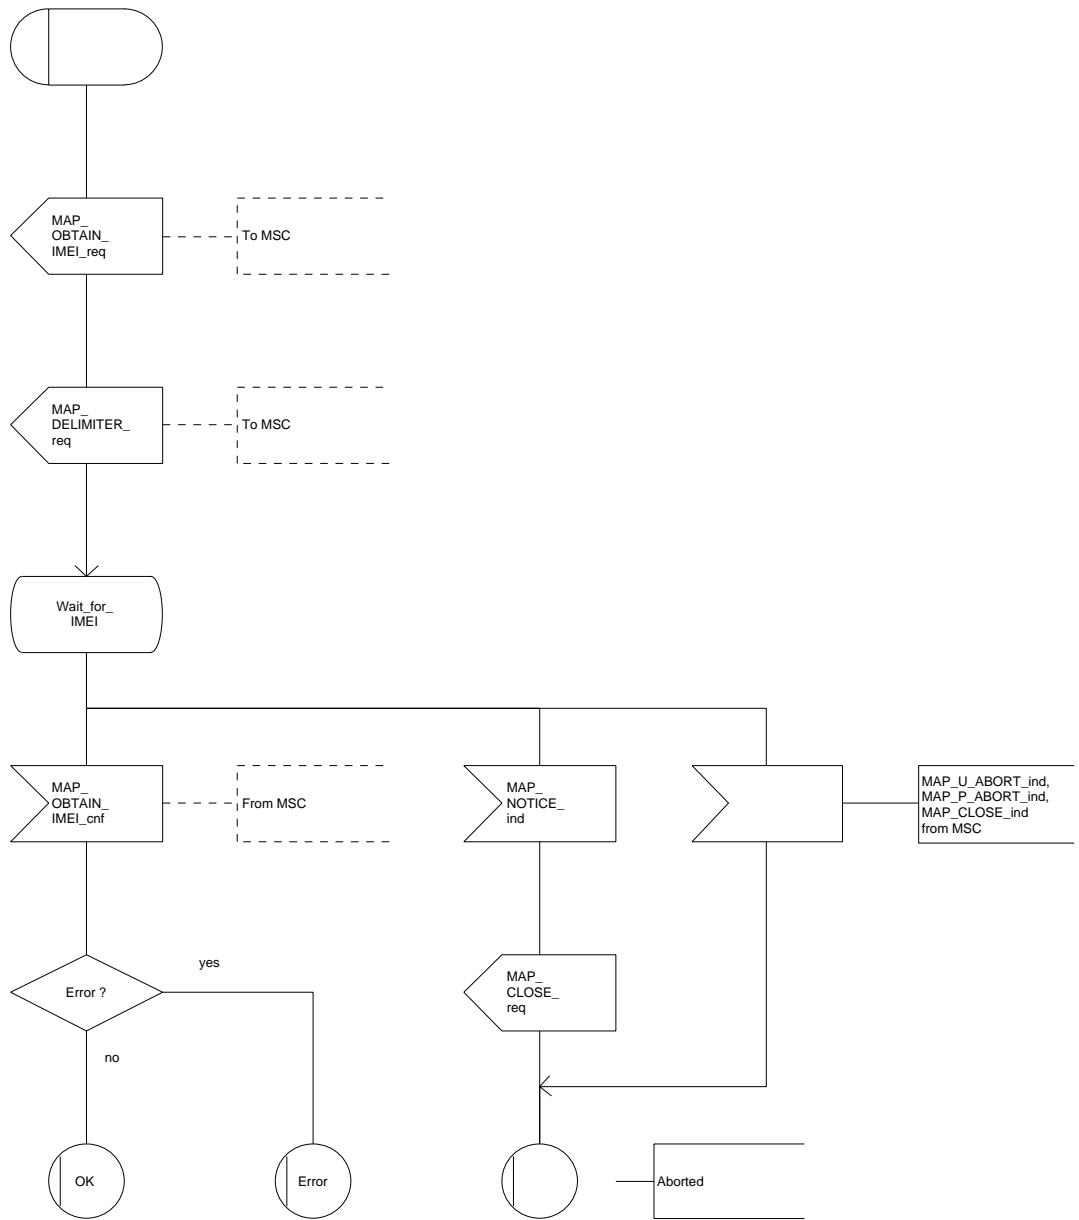 MAP_
OBTAIN_
IMEI_req
To MSC
MAP_
DELIMITER_
req
To MSC
Wait_for_
IMEI
MAP_
OBTAIN_
IMEI_cnf
From MSC
MAP_
NOTICE_
ind
MAP_U_ABORT_ind,
MAP_P_ABORT_ind,
MAP_CLOSE_ind
from MSC
Error ?
yes
no
MAP_
CLOSE_
req
OK
Error
Aborted